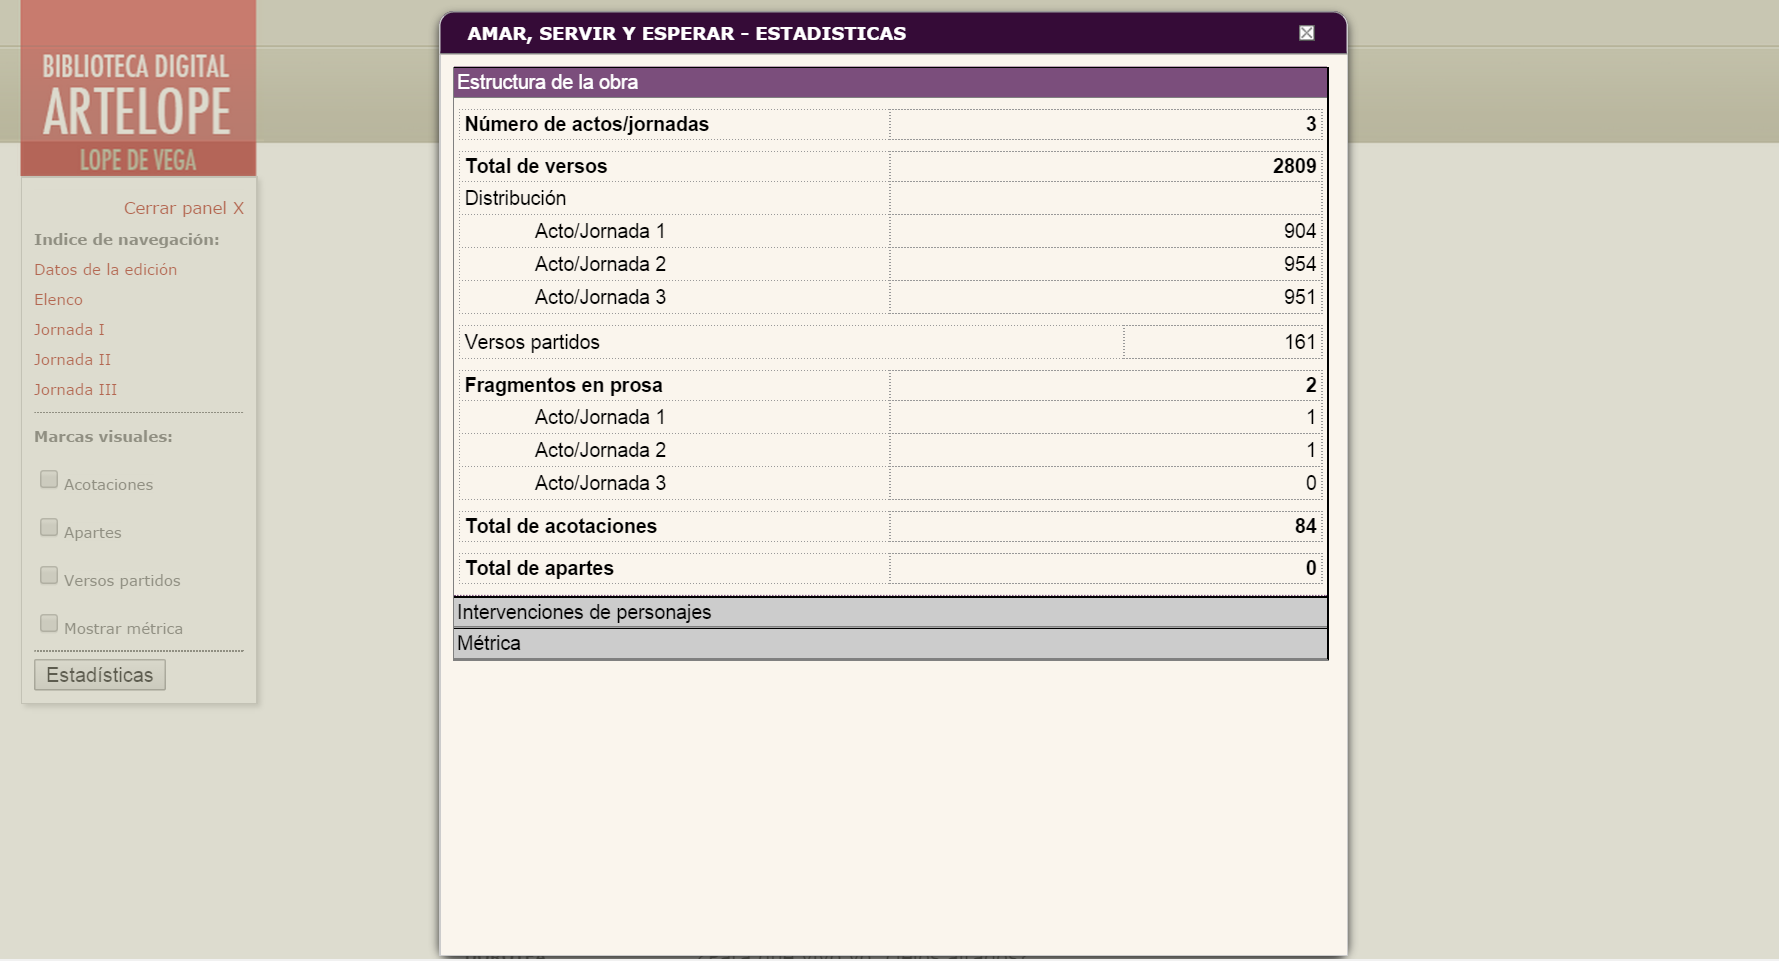 BIBLIOTECA DIGITAL
ARTELOPE
LOPE DE VEGA
Cerrar panel X
Indice de navegación:
Datos de la edición
Elenco
Jornada I
Jornada II
Jornada III
Marcas visuales:
Acotaciones
Apartes
Versos partidos
Mostrar métrica
Estadísticas
AMAR, SERVIR Y ESPERAR - ESTADISTICAS
Estructura de la obra
Número de actos/jornadas 3
Total de versos 2809
Distribución
Acto/Jornada 1 904
Acto/Jornada 2 954
Acto/Jornada 3 951
Versos partidos 161
Fragmentos en prosa 2
Acto/Jornada 1 1
Acto/Jornada 2 1
Acto/Jornada 3 0
Total de acotaciones 84
Total de apartes 0
Intervenciones de personajes
Métrica